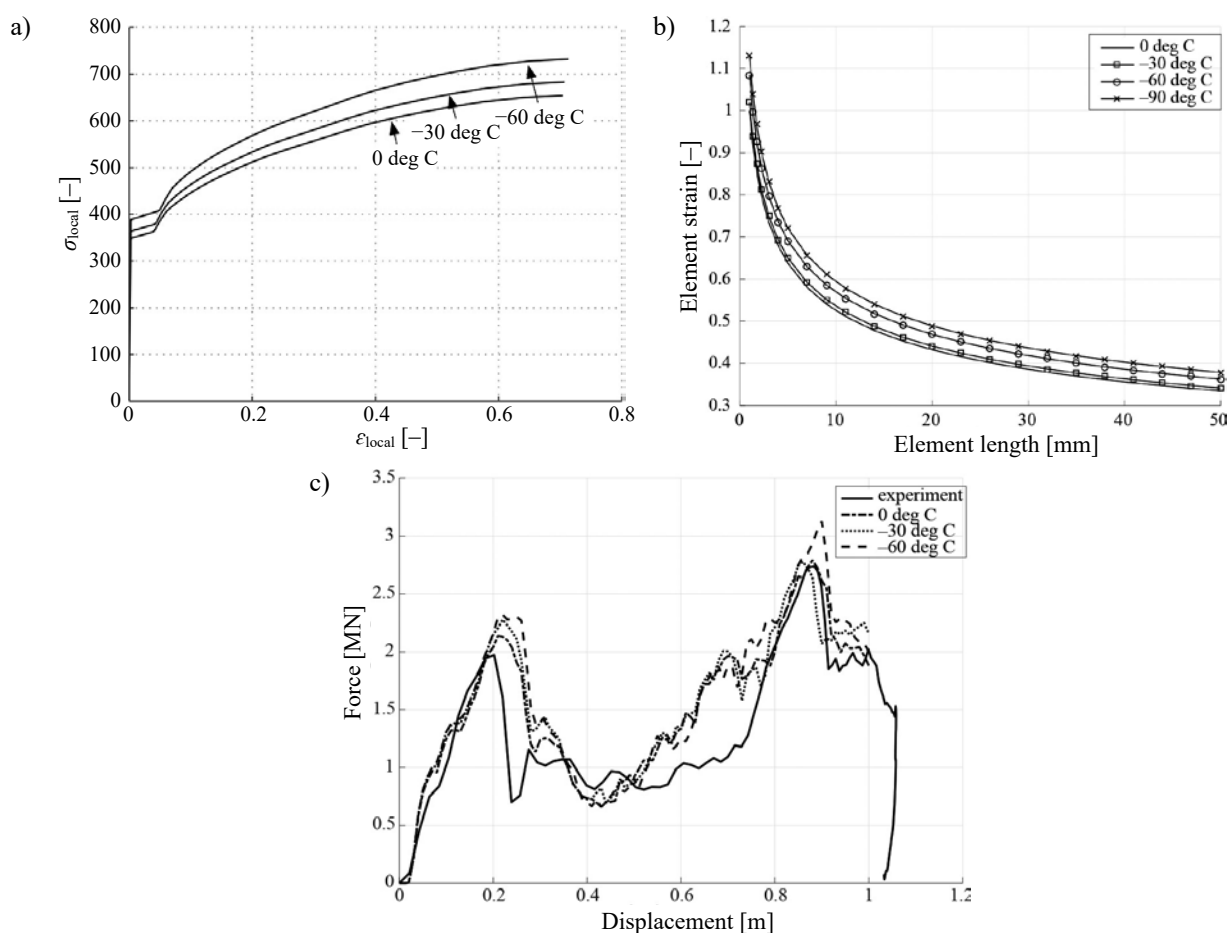 a)
800
700
600
500
400
300
200
100
0
0
0.2
0.4
0.6
0.8
σlocal [–]
εlocal [–]
−60 deg C
−30 deg C
0 deg C
b)
1.2
1.1
1
0.9
0.8
0.7
0.6
0.5
0.4
0.3
0
10
20
30
40
50
Element strain [–]
Element length [mm]
0 deg C
−30 deg C
−60 deg C
−90 deg C
c)
3.5
3
2.5
2
1.5
1
0.5
0
0
0.2
0.4
0.6
0.8
1
1.2
Force [MN]
Displacement [m]
experiment
0 deg C
−30 deg C
−60 deg C